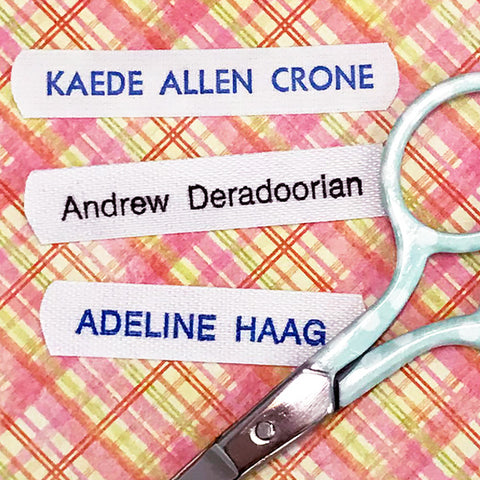 KAEDE ALLEN CRONE
Andrew Deradoorian
ADELINE HAAG